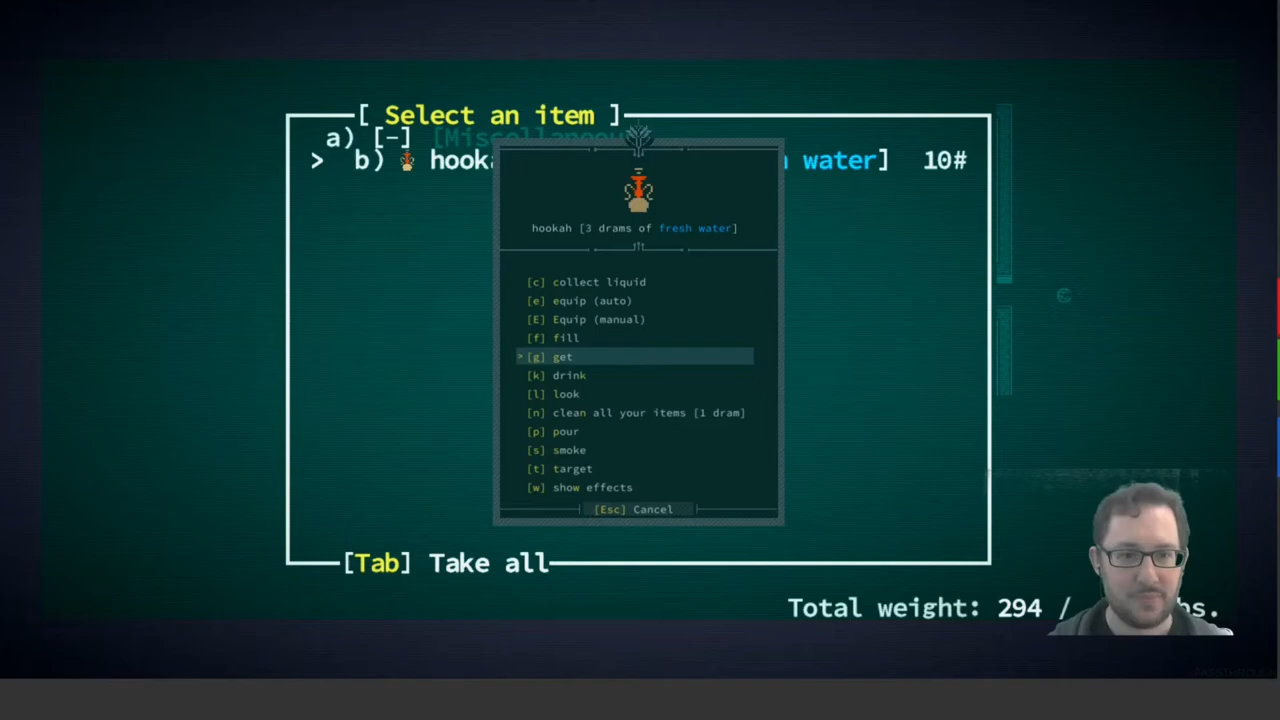 [ Select an item ]
a) [-] [Miscellaneou
> b) hooka
water] 10#
hookah [3 drams of fresh water]
[c] collect liquid
[e] equip (auto)
[E] Equip (manual)
[f] fill
> [g] get
[k] drink
[l] look
[n] clean all your items [1 dram]
[p] pour
[s] smoke
[t] target
[w] show effects
[Esc] Cancel
[Tab] Take all
Total weight: 294 /